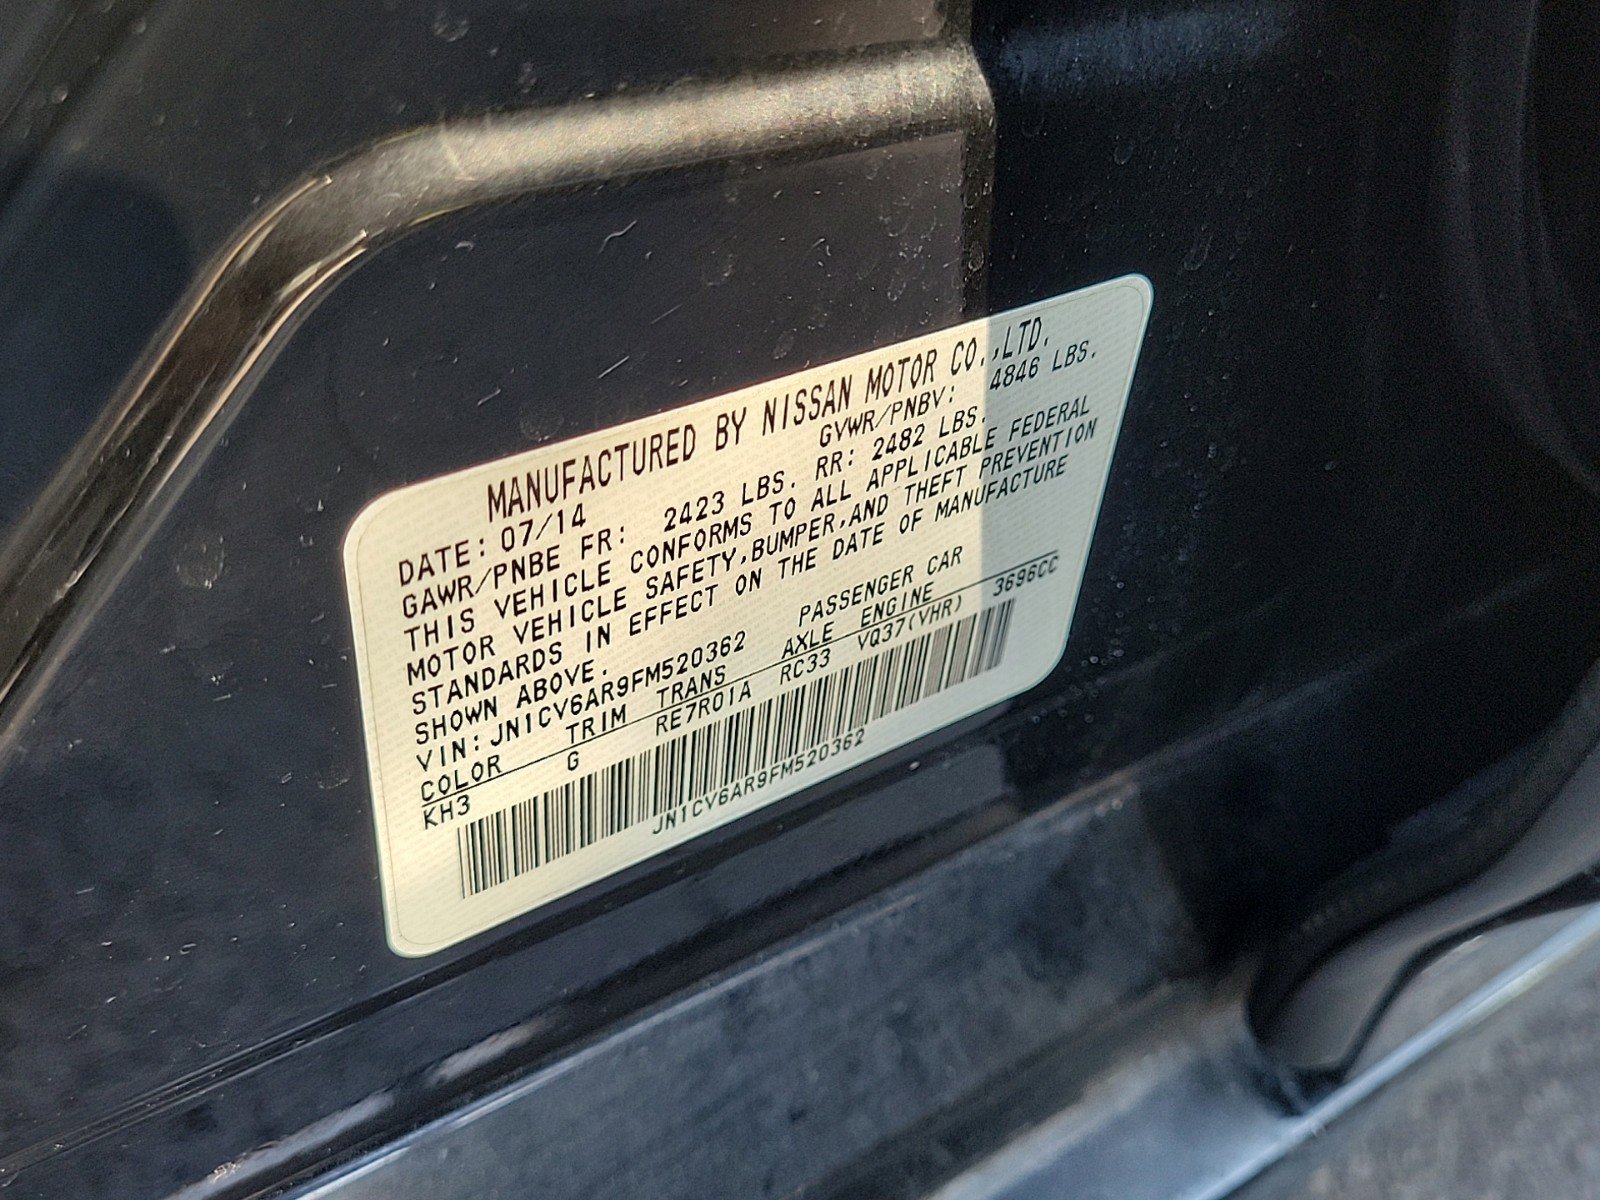 MANUFACTURED BY NISSAN MOTOR CO.,LTD.
DATE: 07/14 GVWR/PNBV: 4846 LBS.
GAWR/PNBE FR: 2423 LBS. RR: 2482 LBS.
THIS VEHICLE CONFORMS TO ALL APPLICABLE FEDERAL
MOTOR VEHICLE SAFETY,BUMPER,AND THEFT PREVENTION
STANDARDS IN EFFECT ON THE DATE OF MANUFACTURE
SHOWN ABOVE.
VIN: JN1CV6AR9FM520362 PASSENGER CAR
COLOR TRIM TRANS AXLE ENGINE
KH3 G RE7R01A RC33 VQ37(VHR) 3696CC
JN1CV6AR9FM520362